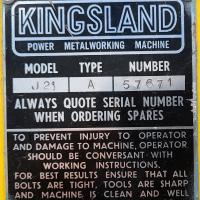 KINGSLAND
POWER METALWORKING MACHINE
MODEL TYPE NUMBER
J21 A 57671
ALWAYS QUOTE SERIAL NUMBER
WHEN ORDERING SPARES
TO PREVENT INJURY TO OPERATOR
AND DAMAGE TO MACHINE, OPERATOR
SHOULD BE CONVERSANT WITH
WORKING INSTRUCTIONS.
FOR BEST RESULTS ENSURE THAT ALL
BOLTS ARE TIGHT, TOOLS ARE SHARP
AND MACHINE IS CLEAN AND WELL